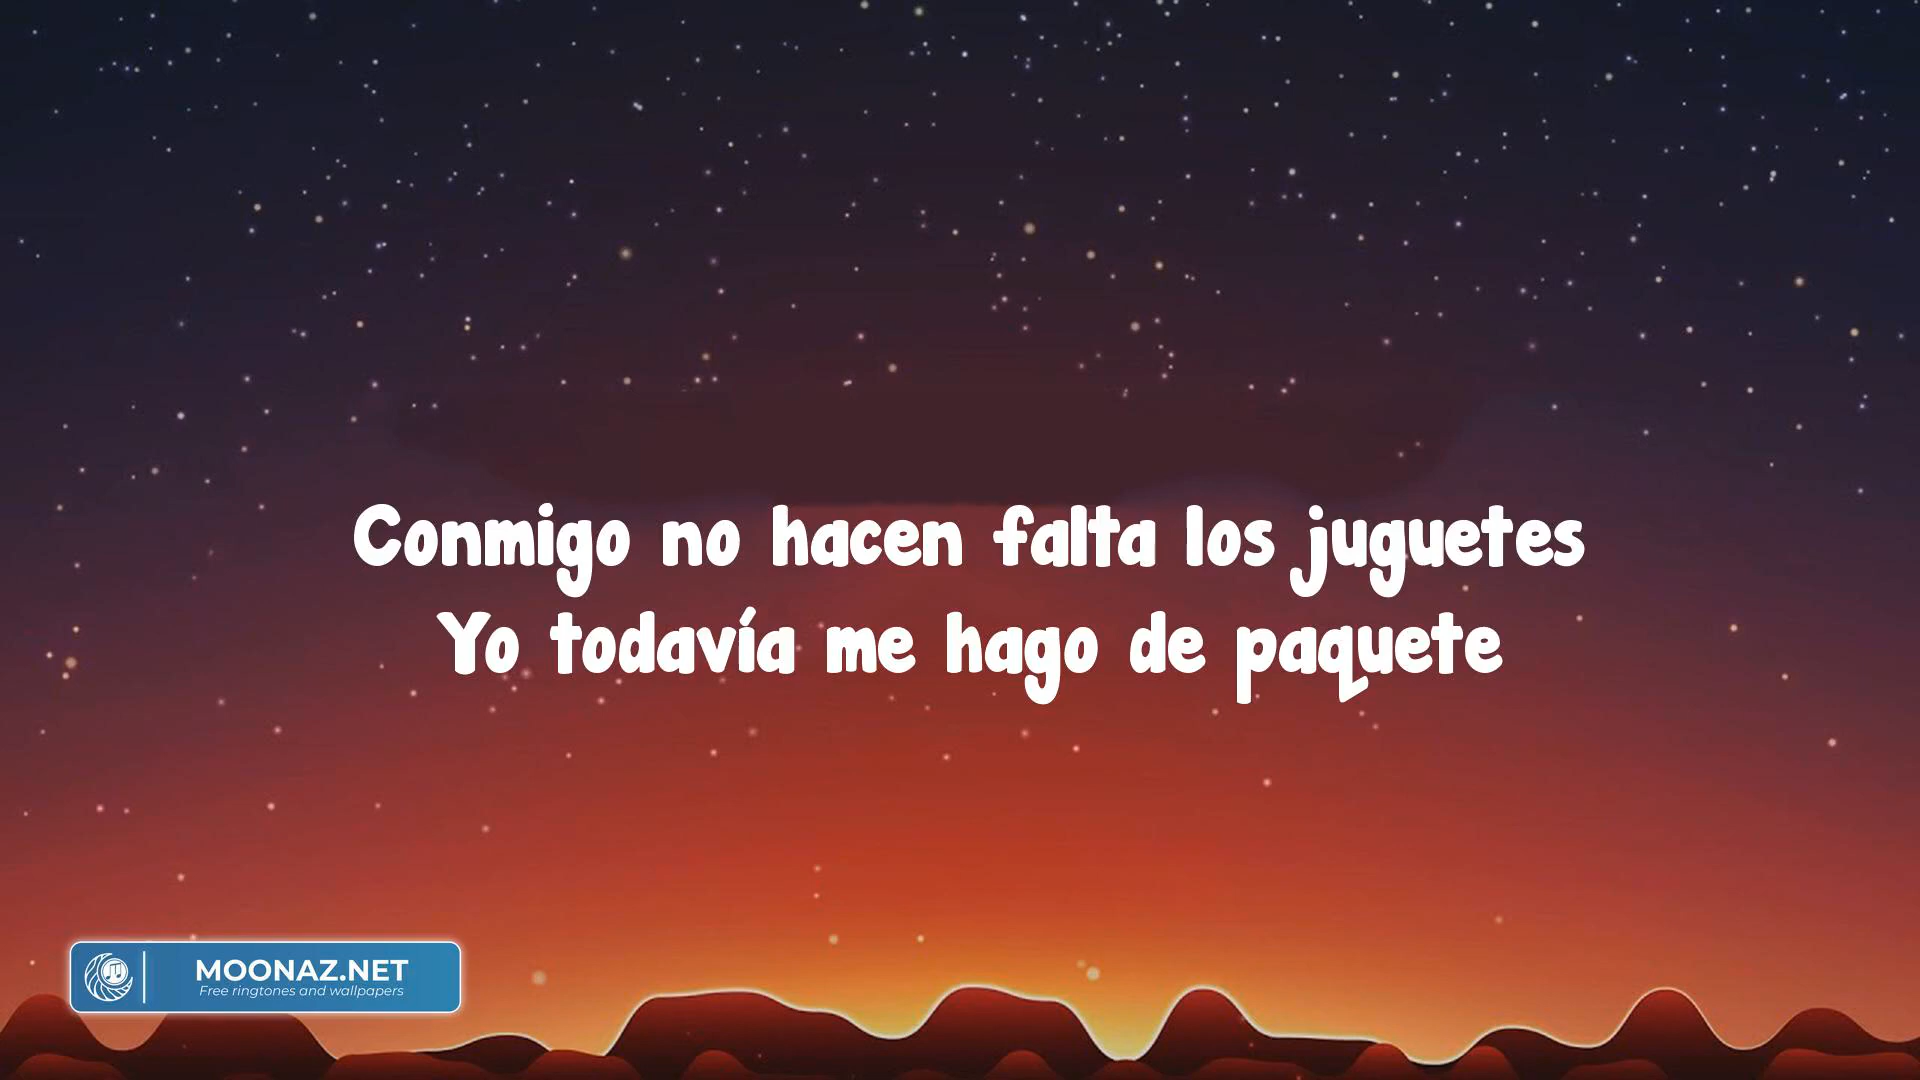 Conmigo no hacen falta los juguetes
Yo todavía me hago de paquete
MOONAZ.NET
Free ringtones and wallpapers